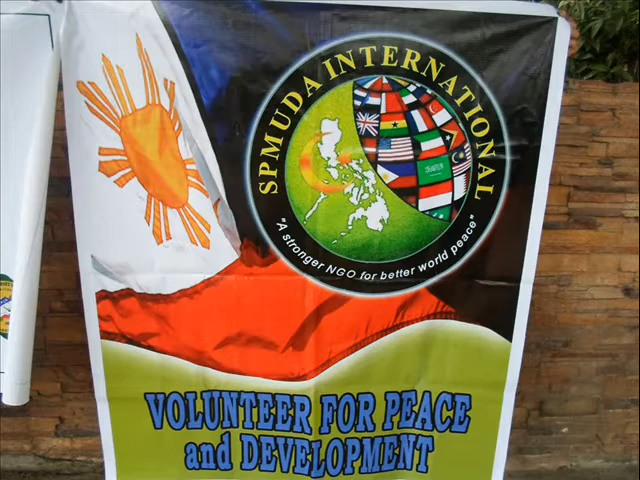 SPMUDA INTERNATIONAL
"A stronger NGO for better world peace"
VOLUNTEER FOR PEACE
and DEVELOPMENT